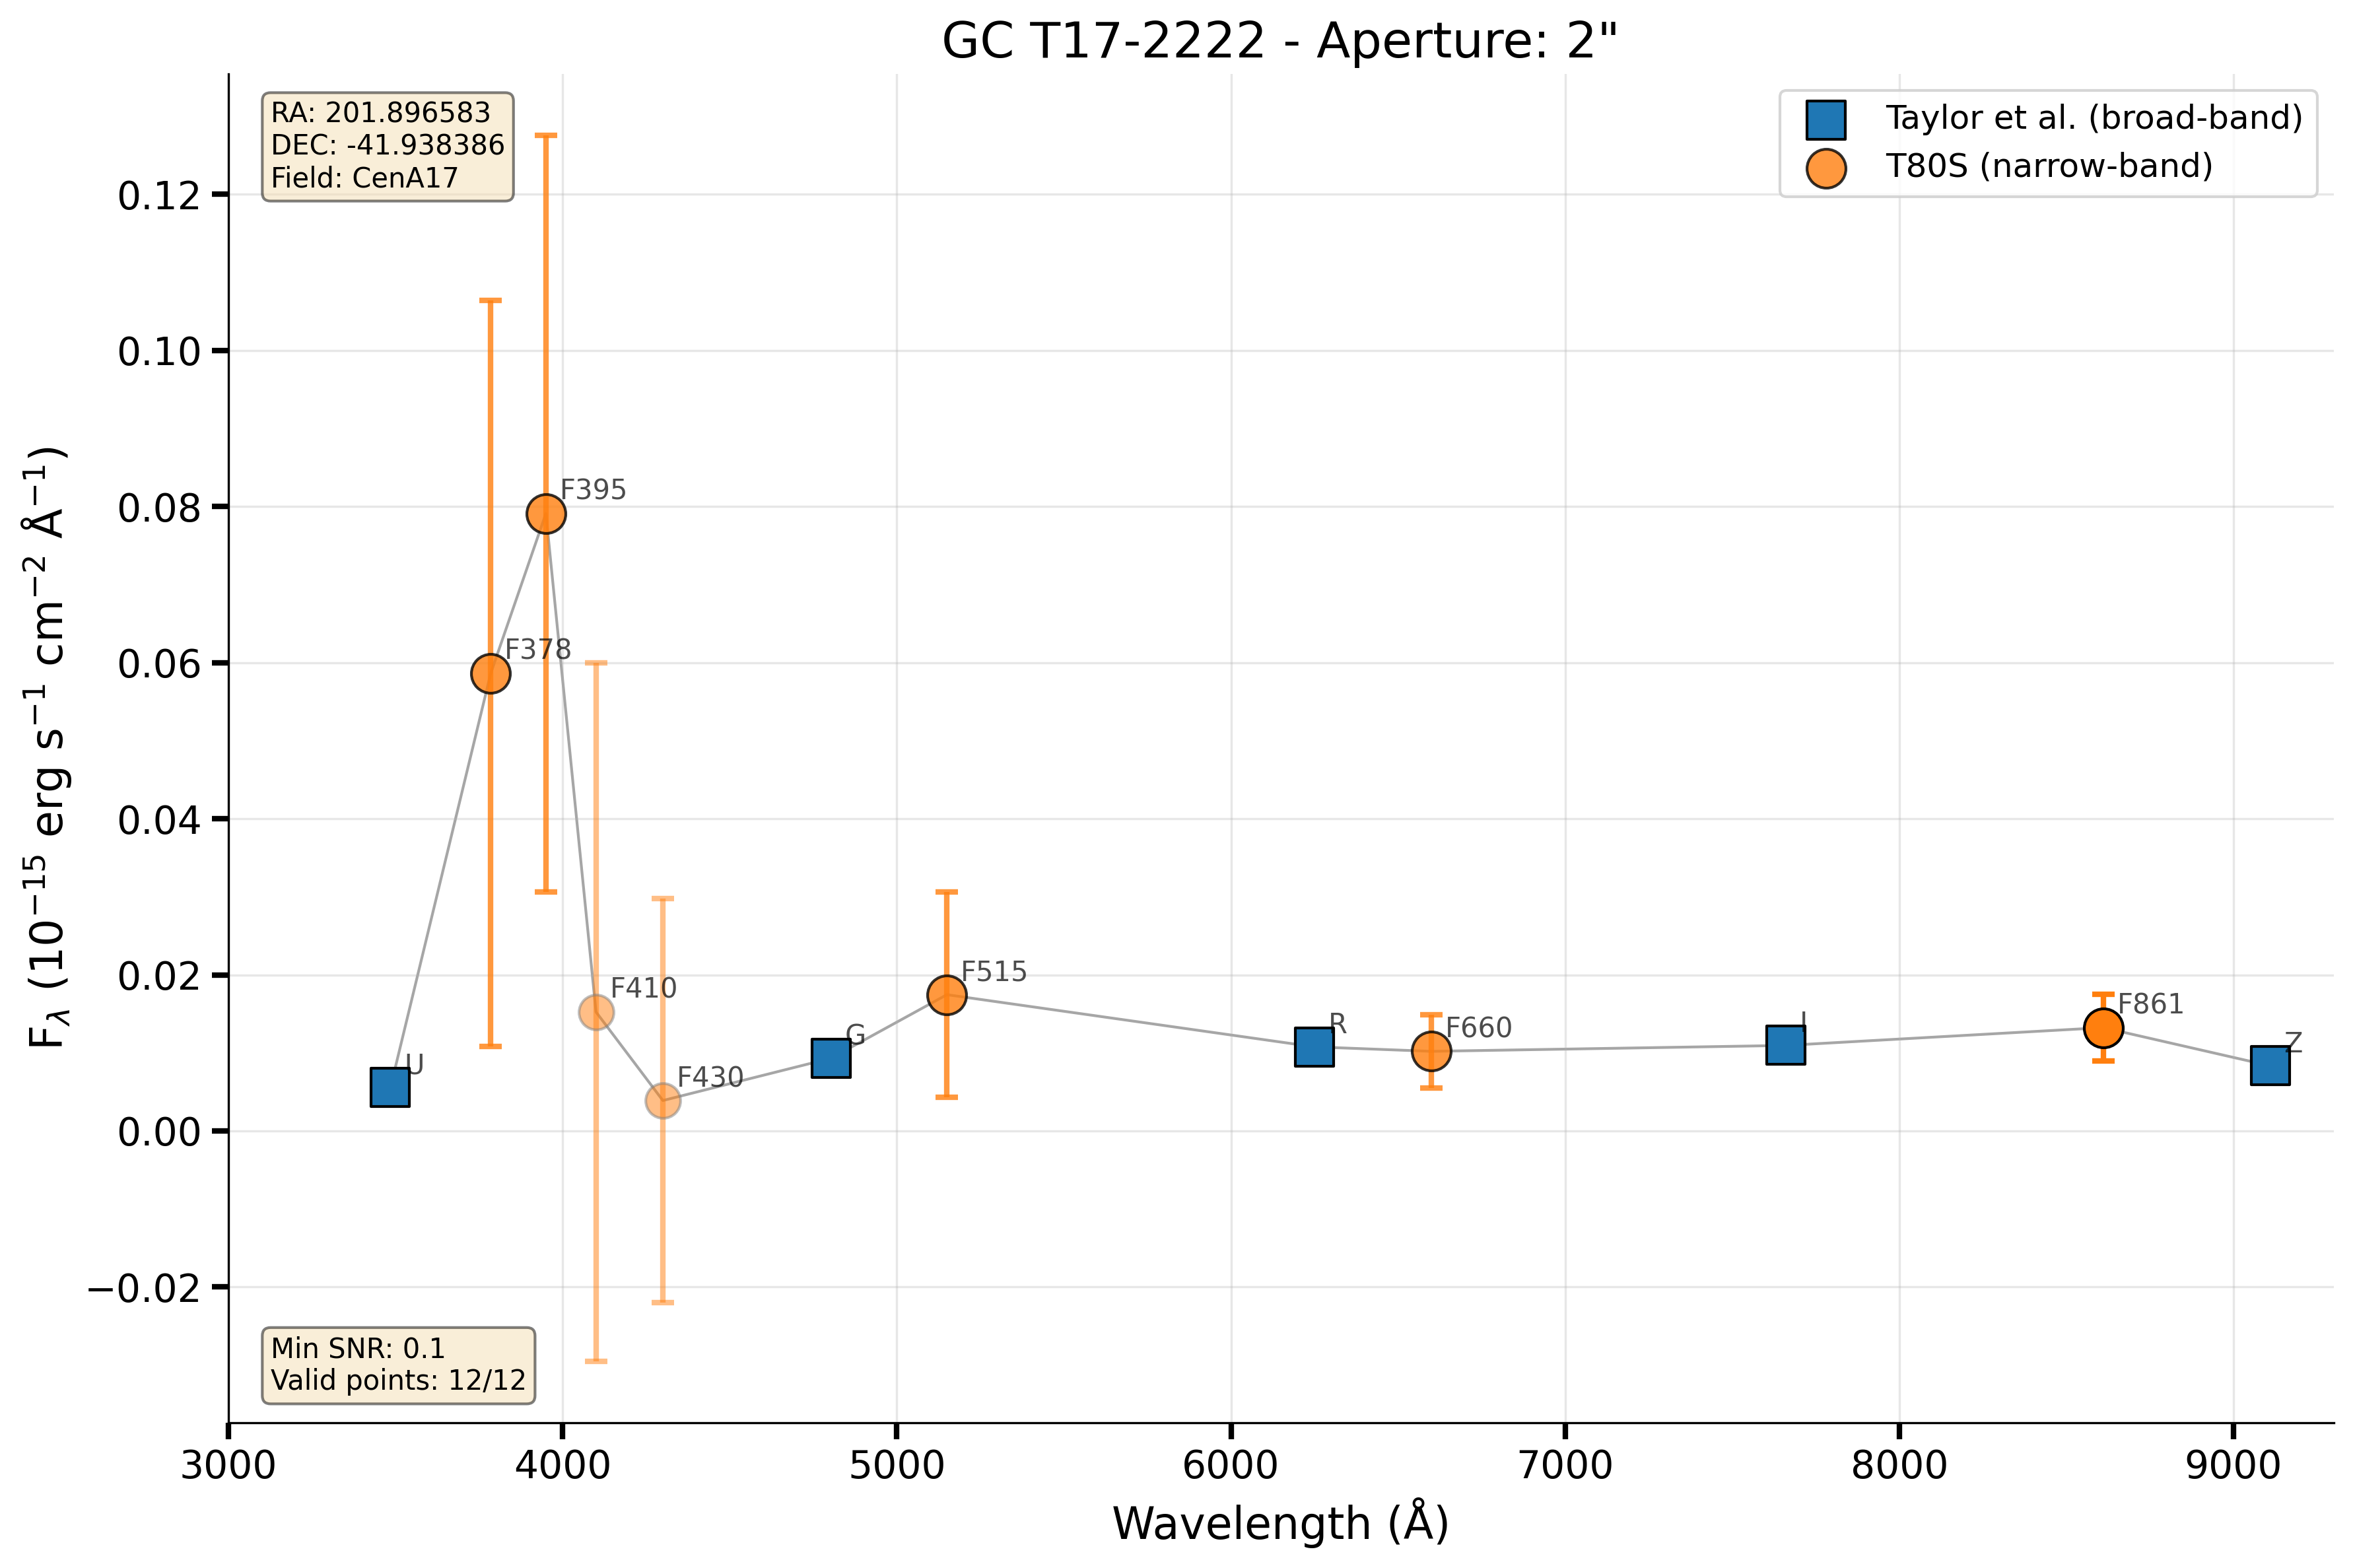 GC T17-2222 - Aperture: 2"
RA: 201.896583
DEC: -41.938386
Field: CenA17
Taylor et al. (broad-band)
T80S (narrow-band)
F$_{\lambda}$ (10$^{-15}$ erg s$^{-1}$ cm$^{-2}$ Å$^{-1}$)
0.12
0.10
0.08
0.06
0.04
0.02
0.00
−0.02
U
F378
F395
F410
F430
G
F515
R
F660
I
F861
Z
Min SNR: 0.1
Valid points: 12/12
3000 4000 5000 6000 7000 8000 9000
Wavelength (Å)